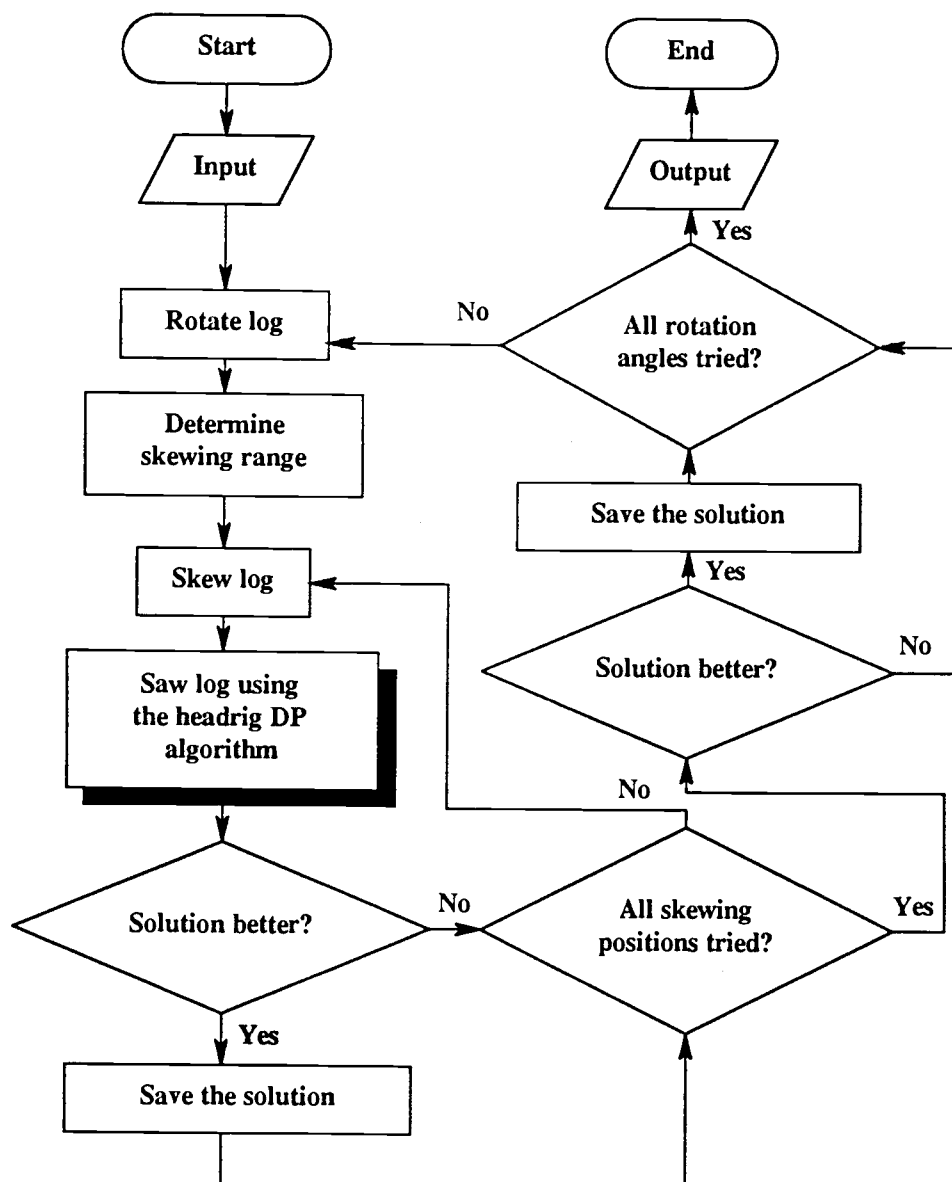 Start
Input
Rotate log
Determine
skewing range
Skew log
Saw log using
the headrig DP
algorithm
Solution better?
No
Yes
Save the solution
End
Output
Yes
All rotation
angles tried?
No
Save the solution
Yes
Solution better?
No
No
All skewing
positions tried?
Yes